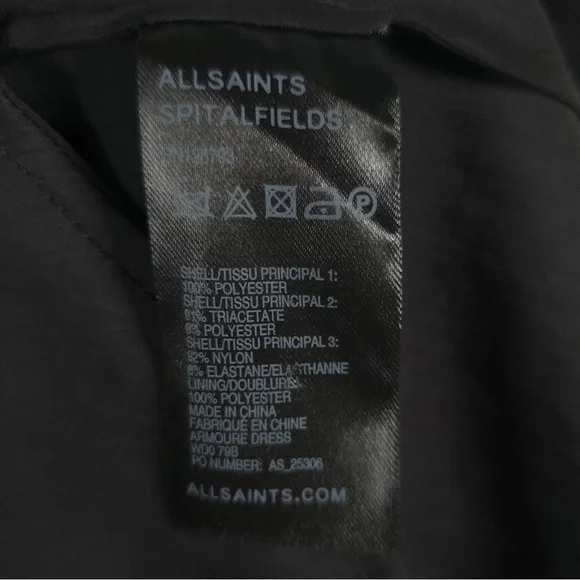 ALLSAINTS
SPITALFIELDS
P
SHELL/TISSU PRINCIPAL 1:
100% POLYESTER
SHELL/TISSU PRINCIPAL 2:
91% TRIACETATE
9% POLYESTER
SHELL/TISSU PRINCIPAL 3:
92% NYLON
8% ELASTANE/ELASTHANNE
LINING/DOUBLURE:
100% POLYESTER
MADE IN CHINA
FABRIQUÉ EN CHINE
ARMOURE DRESS
WD0 79B
PO NUMBER: AS_25306
ALLSAINTS.COM